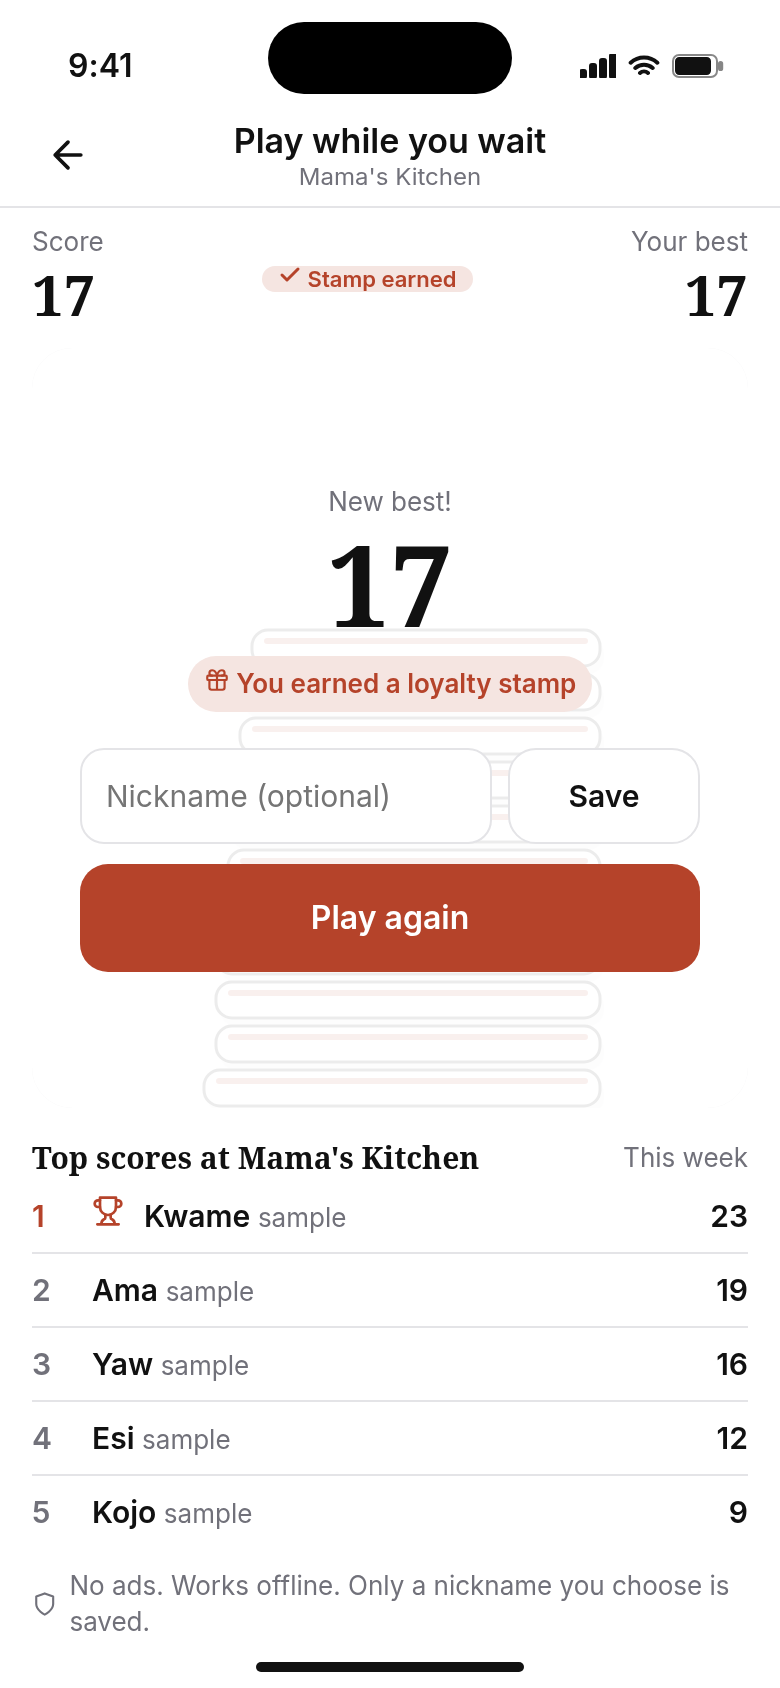 9:41
Play while you wait
Mama's Kitchen
Score
Your best
17
Stamp earned
17
New best!
17
You earned a loyalty stamp
Nickname (optional)
Save
Play again
Top scores at Mama's Kitchen
This week
1 Kwame sample 23
2 Ama sample 19
3 Yaw sample 16
4 Esi sample 12
5 Kojo sample 9
No ads. Works offline. Only a nickname you choose is
saved.